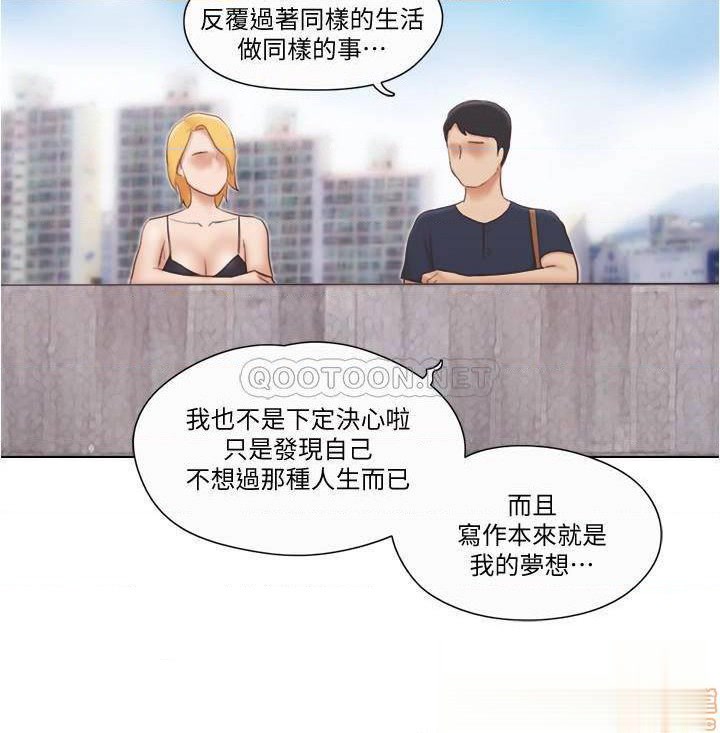 反覆過著同樣的生活
做同樣的事…
QOOTOON.NET
我也不是下定決心啦
只是發現自己
不想過那種人生而已
而且
寫作本來就是
我的夢想…